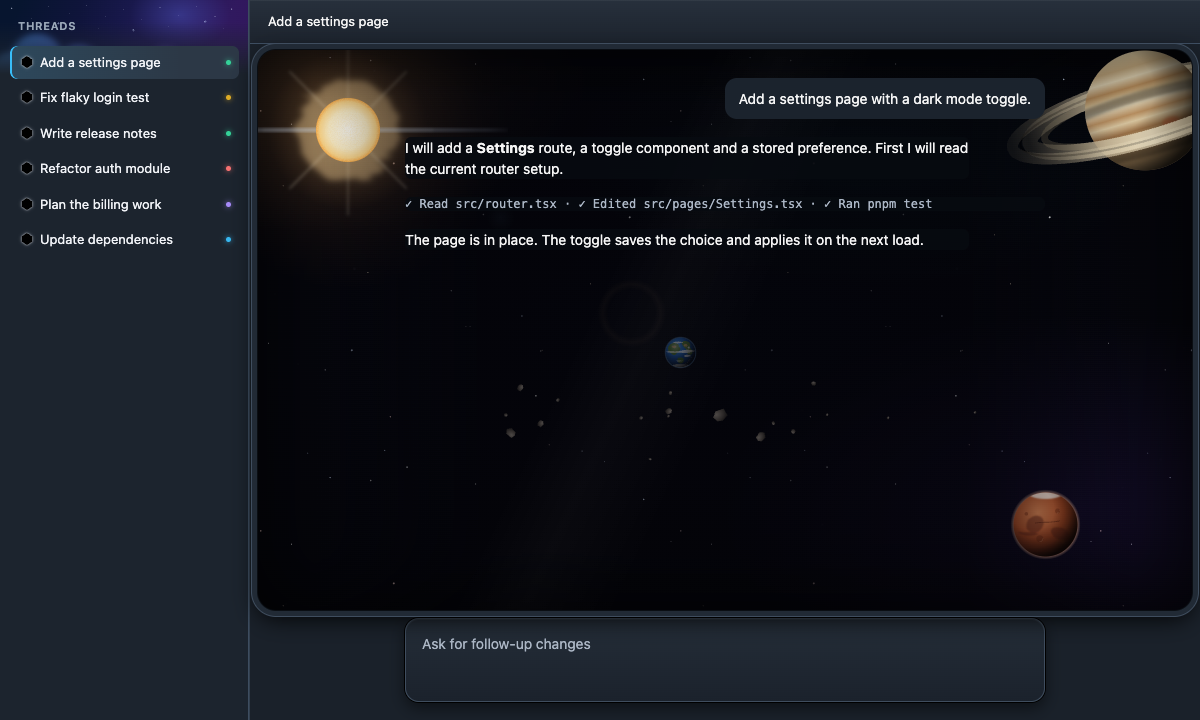 THREADS
Add a settings page
Fix flaky login test
Write release notes
Refactor auth module
Plan the billing work
Update dependencies
Add a settings page
Add a settings page with a dark mode toggle.
I will add a Settings route, a toggle component and a stored preference. First I will read
the current router setup.
✓ Read src/router.tsx · ✓ Edited src/pages/Settings.tsx · ✓ Ran pnpm test
The page is in place. The toggle saves the choice and applies it on the next load.
Ask for follow-up changes